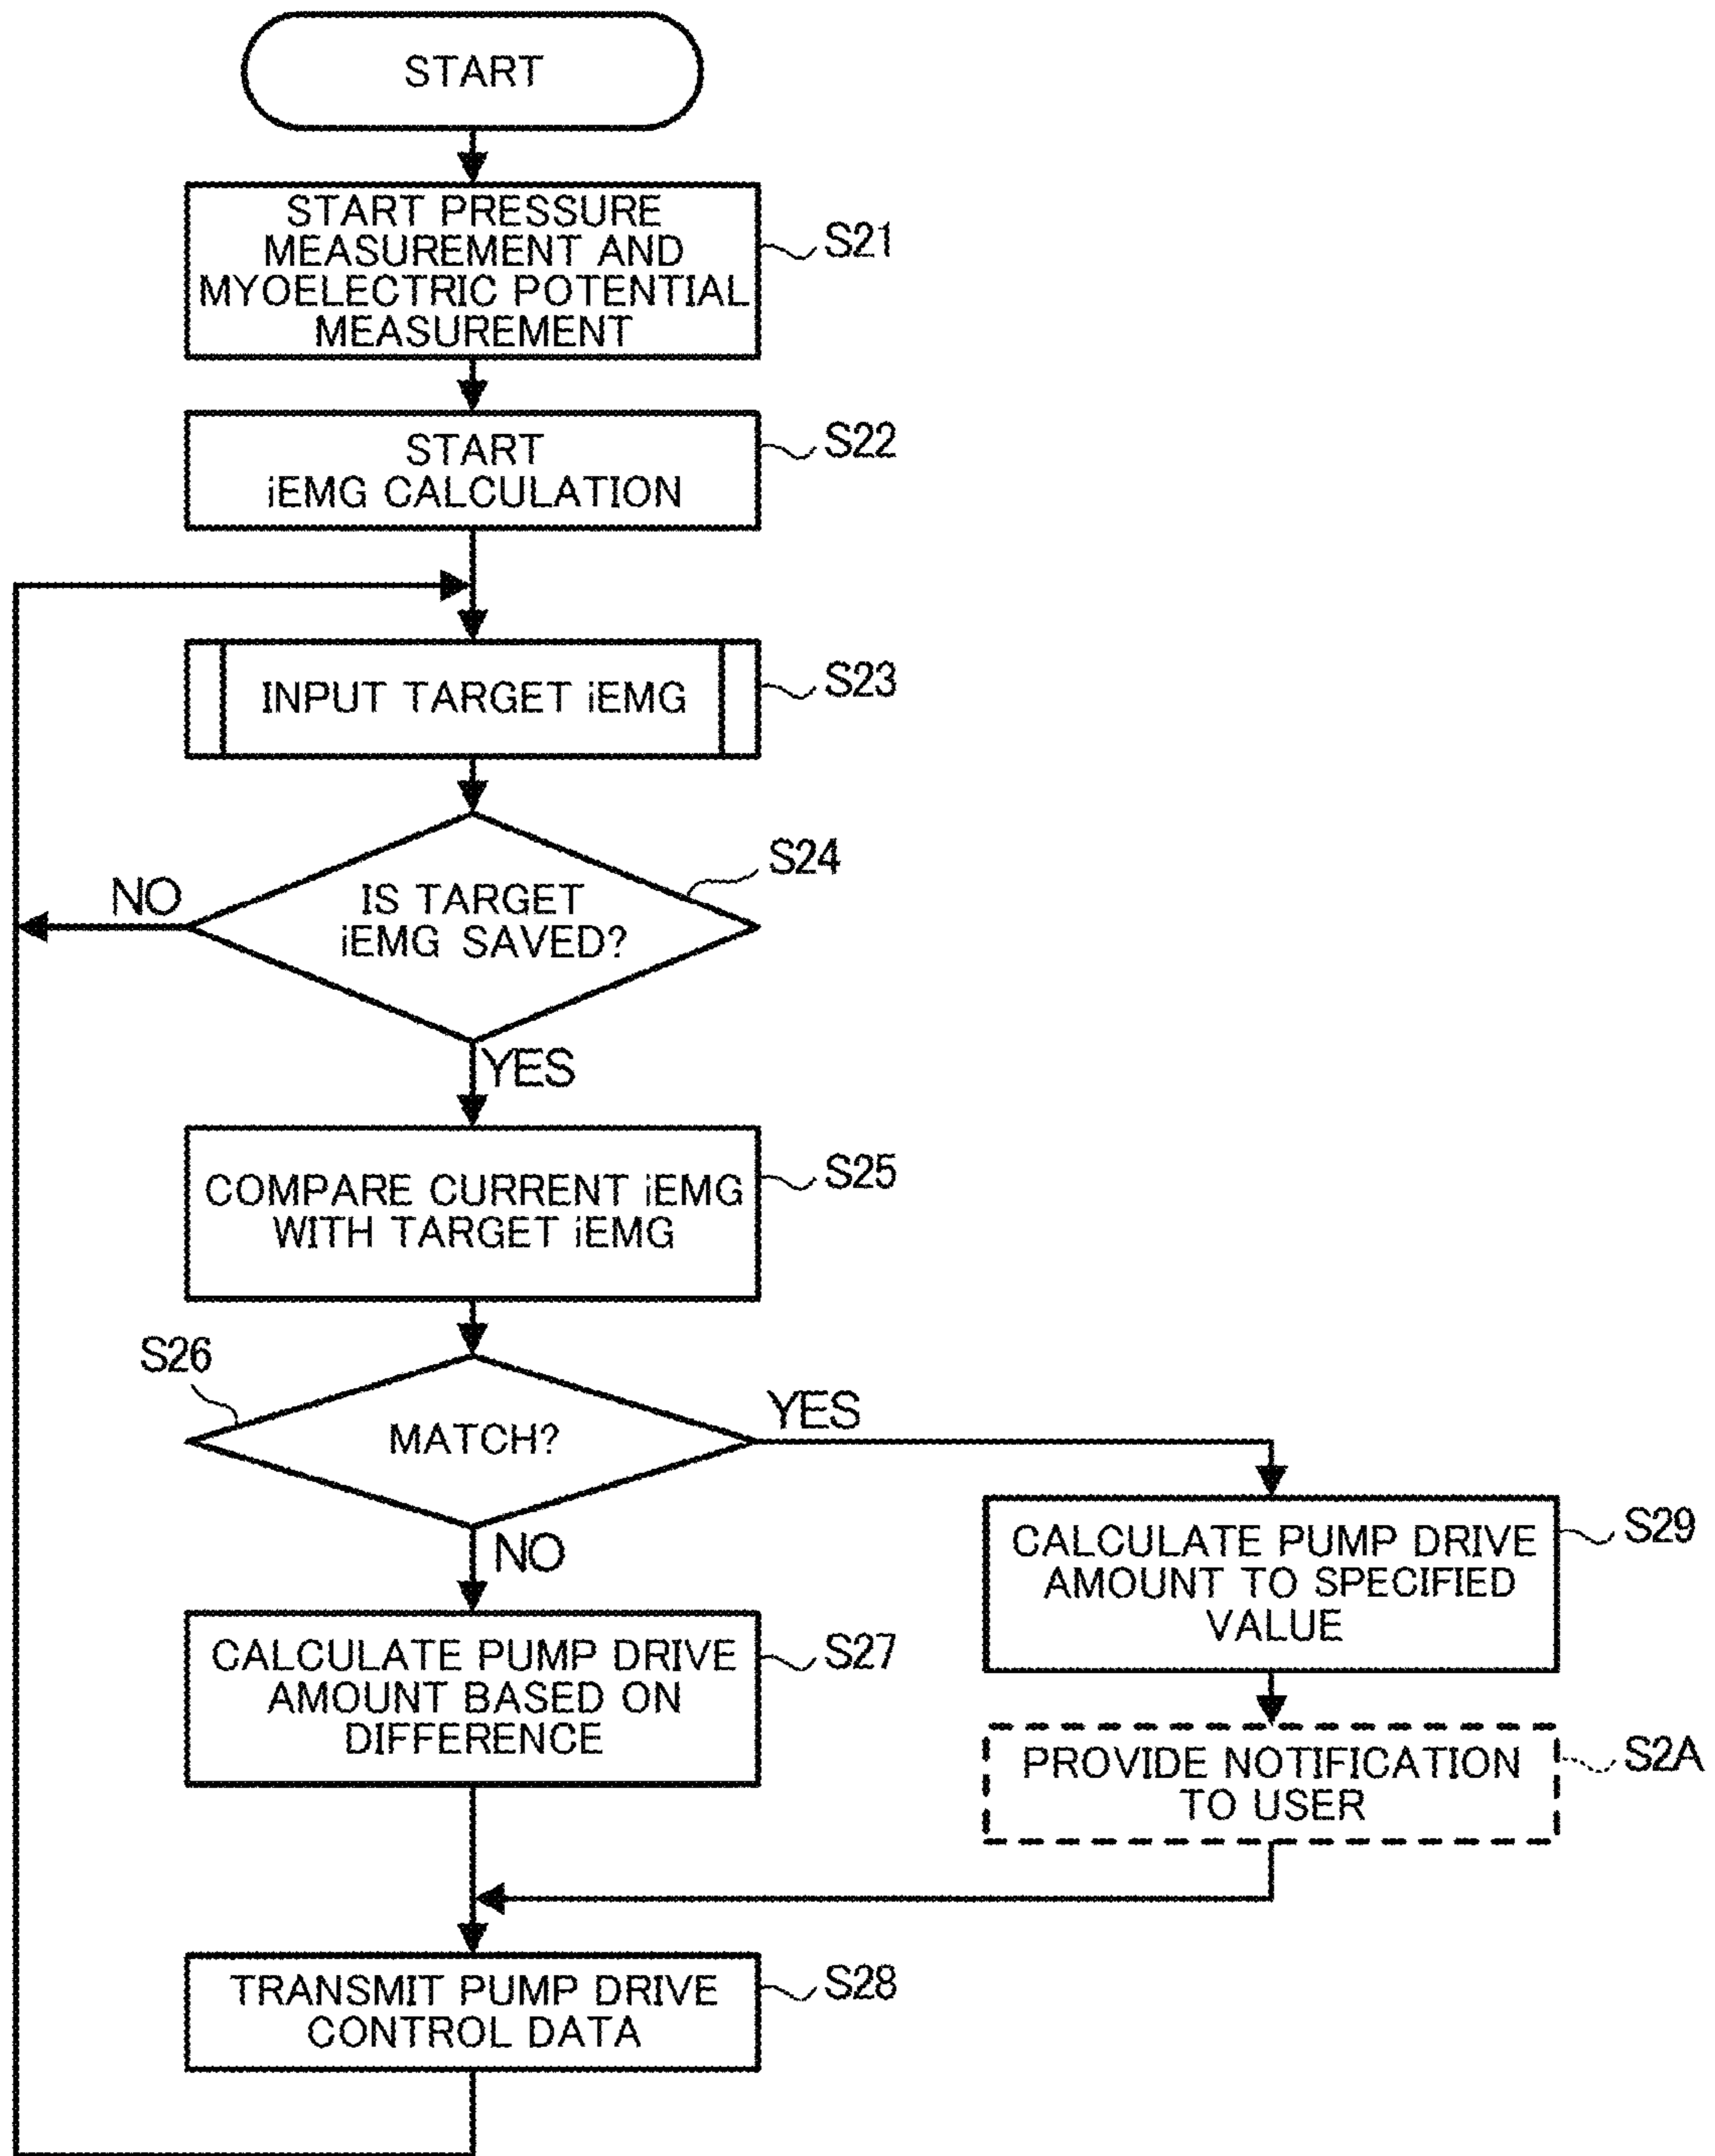 START
START PRESSURE
MEASUREMENT AND
MYOELECTRIC POTENTIAL
MEASUREMENT
S21
START
iEMG CALCULATION
S22
INPUT TARGET iEMG
S23
IS TARGET
iEMG SAVED?
S24
NO
YES
COMPARE CURRENT iEMG
WITH TARGET iEMG
S25
MATCH?
S26
YES
NO
CALCULATE PUMP DRIVE
AMOUNT BASED ON
DIFFERENCE
S27
CALCULATE PUMP DRIVE
AMOUNT TO SPECIFIED
VALUE
S29
PROVIDE NOTIFICATION
TO USER
S2A
TRANSMIT PUMP DRIVE
CONTROL DATA
S28